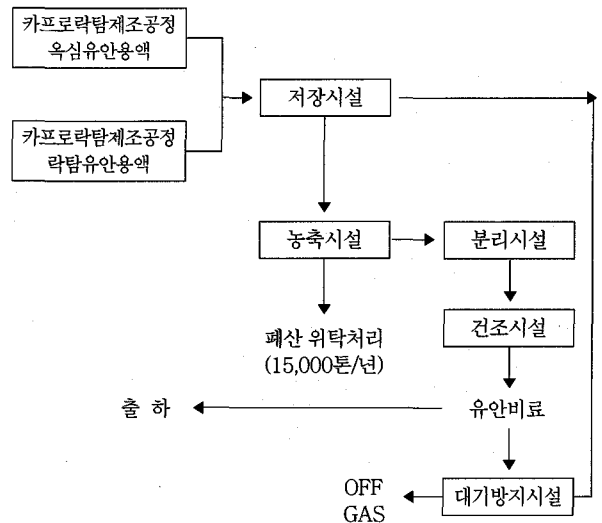 카프로락탐제조공정
옥심유안용액
저장시설
카프로락탐제조공정
락탐유안용액
농축시설
분리시설
폐산 위탁처리
(15,000톤/년)
건조시설
출 하
유안비료
OFF
GAS
대기방지시설